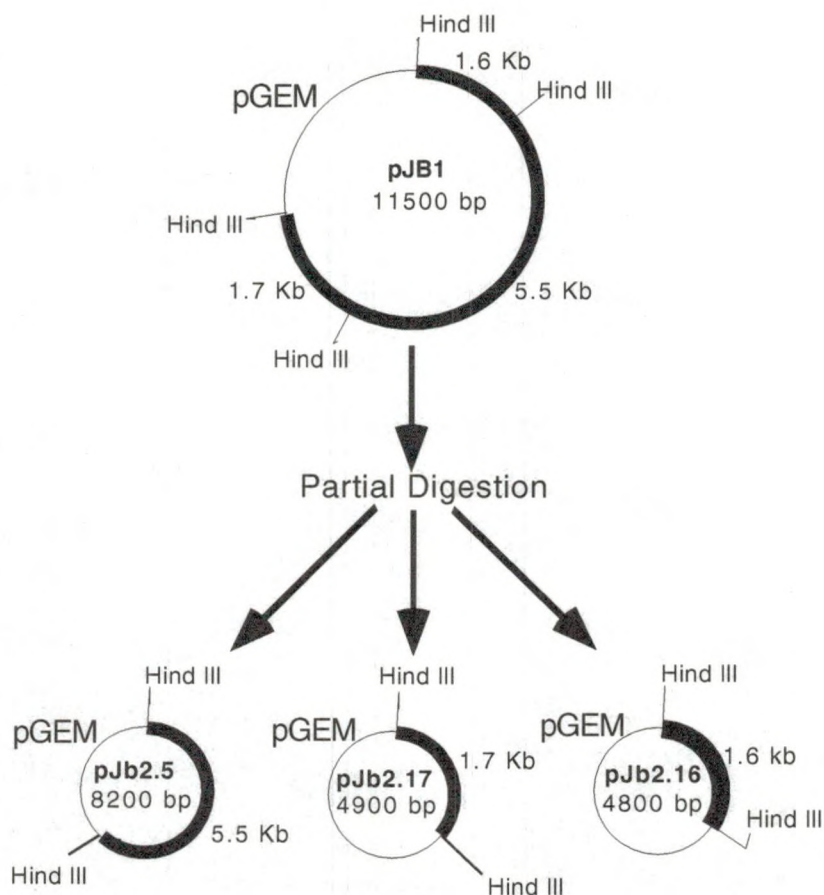 Hind III
1.6 Kb
Hind III
pGEM
pJB1
11500 bp
Hind III
1.7 Kb
5.5 Kb
Hind III
Partial Digestion
Hind III
pGEM
pJb2.5
8200 bp
5.5 Kb
Hind III
Hind III
pGEM
1.7 Kb
pJb2.17
4900 bp
Hind III
Hind III
pGEM
1.6 kb
pJb2.16
4800 bp
Hind III